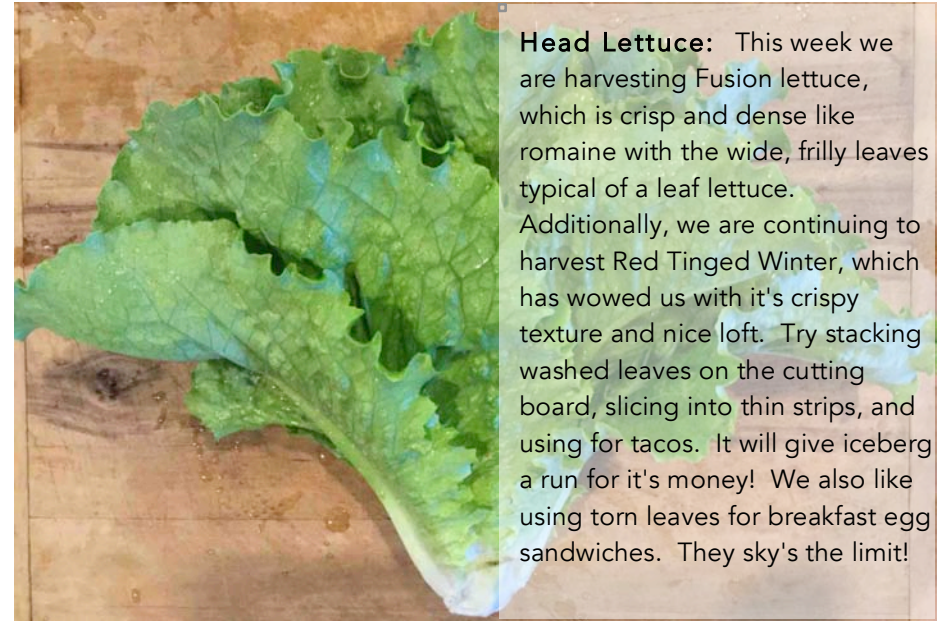 Head Lettuce:   This week we
are harvesting Fusion lettuce,
which is crisp and dense like
romaine with the wide, frilly leaves
typical of a leaf lettuce.
Additionally, we are continuing to
harvest Red Tinged Winter, which
has wowed us with it's crispy
texture and nice loft.  Try stacking
washed leaves on the cutting
board, slicing into thin strips, and
using for tacos.  It will give iceberg
a run for it's money!  We also like
using torn leaves for breakfast egg
sandwiches.  They sky's the limit!